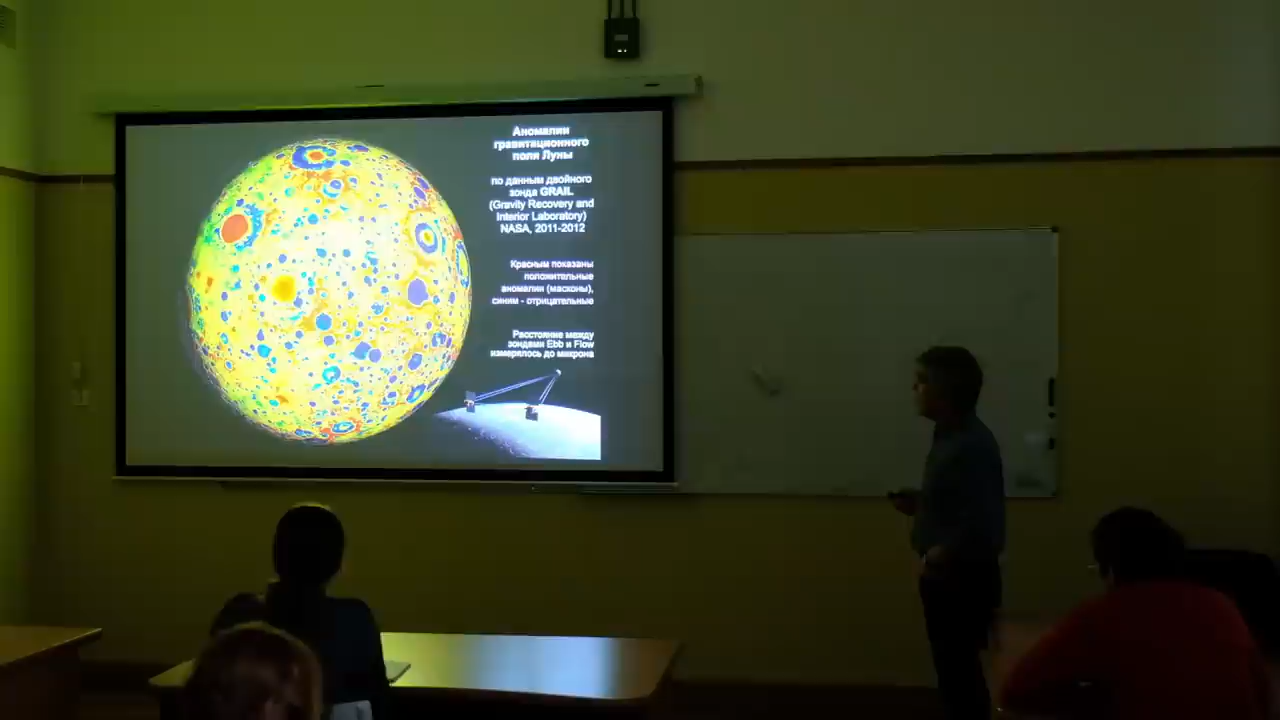 Аномалии
гравитационного
поля Луны
по данным двойного
зонда GRAIL
(Gravity Recovery and
Interior Laboratory)
NASA, 2011-2012
Красным показаны
положительные
аномалии (масконы),
синим - отрицательные
Расстояние между
зондами Ebb и Flow
измерялось до микрона